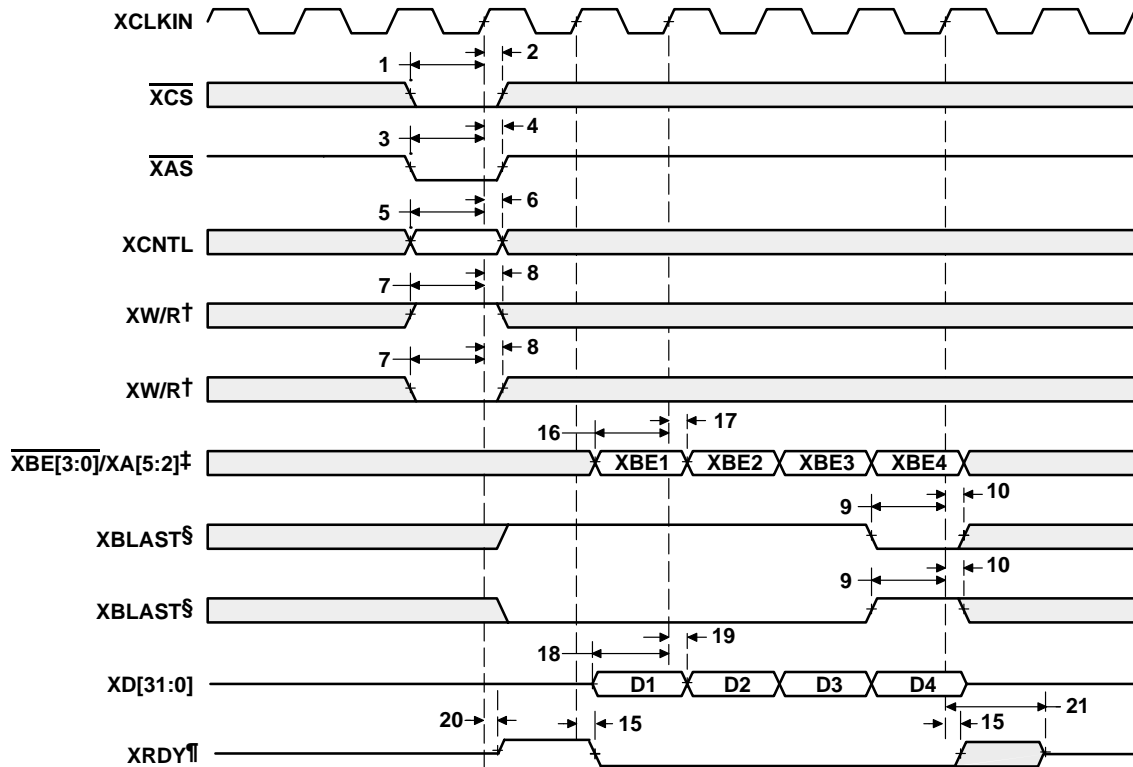 XCLKIN
1 2
XCS
3 4
XAS
5 6
XCNTL
7 8
XW/R†
7 8
XW/R†
16 17
XBE[3:0]/XA[5:2]‡ XBE1 XBE2 XBE3 XBE4
9 10
XBLAST§
9 10
XBLAST§
18 19
XD[31:0] D1 D2 D3 D4
20 15 15 21
XRDY¶